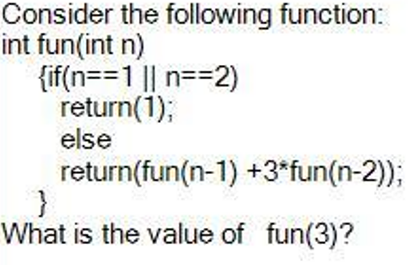 Consider the following function:
int fun(int n)
{if(n==1 || n==2)
return(1);
else
return(fun(n-1) +3*fun(n-2));
}
What is the value of fun(3)?